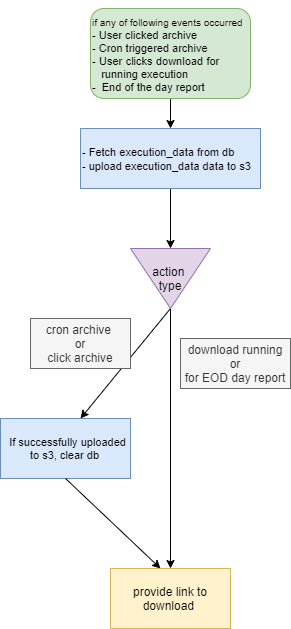 if any of following events occurred
- User clicked archive
- Cron triggered archive
- User clicks download for
running execution
- End of the day report
- Fetch execution_data from db
- upload execution_data data to s3
action
type
cron archive
or
click archive
download running
or
for EOD day report
If successfully uploaded
to s3, clear db
provide link to
download